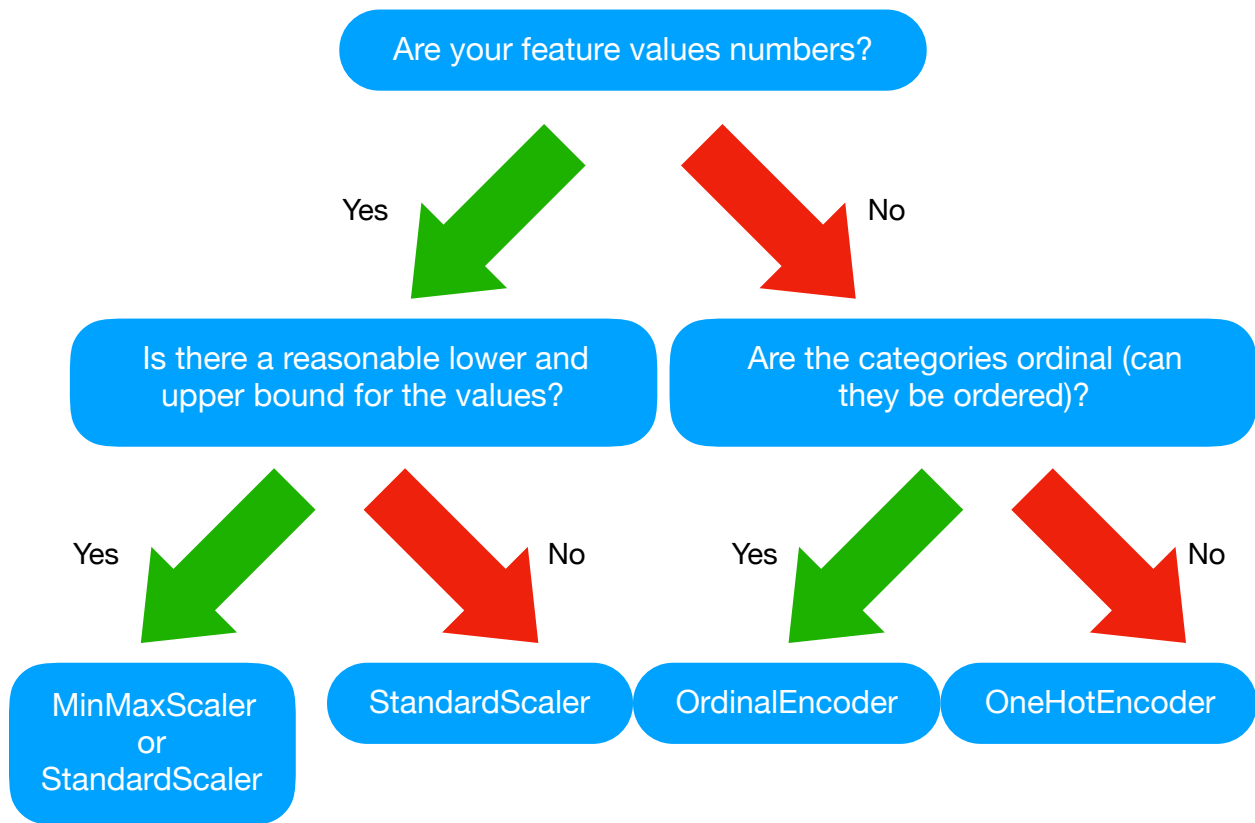 Are your feature values numbers?
Yes
No
Is there a reasonable lower and
upper bound for the values?
Are the categories ordinal (can
they be ordered)?
Yes
No
Yes
No
MinMaxScaler
or
StandardScaler
StandardScaler
OrdinalEncoder
OneHotEncoder